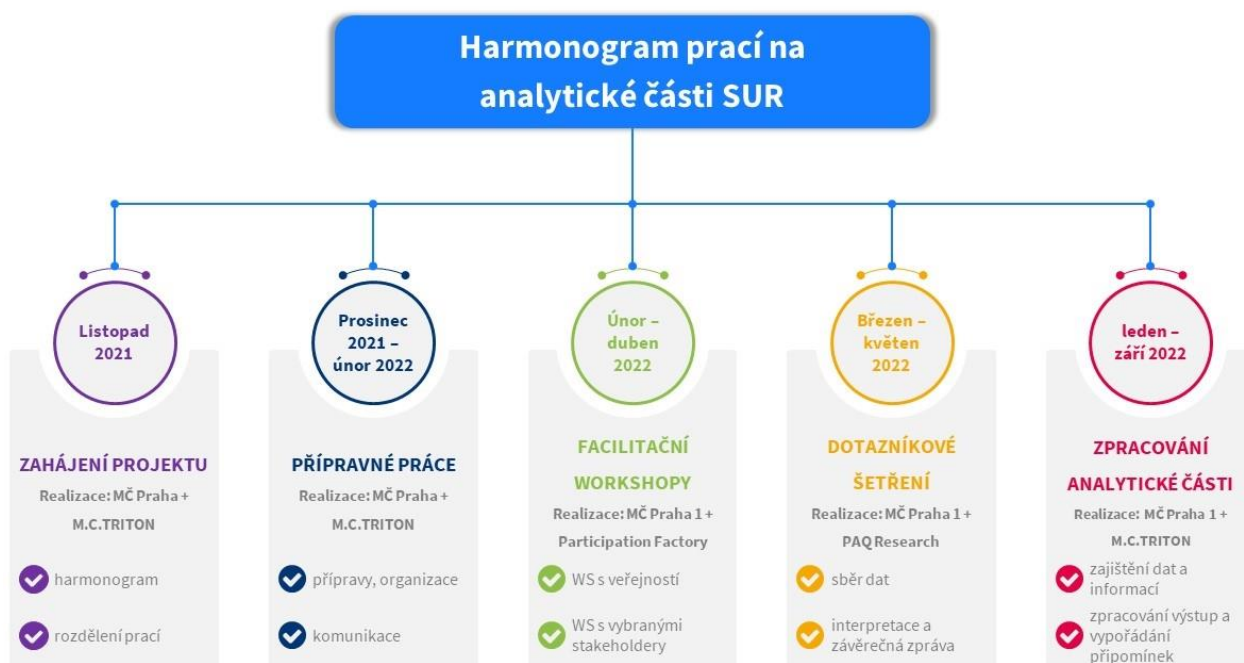 Harmonogram prací na
analytické části SUR
Listopad
2021
ZAHÁJENÍ PROJEKTU
Realizace: MČ Praha +
M.C.TRITON
harmonogram
rozdělení prací
Prosinec
2021 –
únor 2022
PŘÍPRAVNÉ PRÁCE
Realizace: MČ Praha +
M.C.TRITON
přípravy, organizace
komunikace
Únor –
duben
2022
FACILITAČNÍ
WORKSHOPY
Realizace: MČ Praha 1 +
Participation Factory
WS s veřejností
WS s vybranými
stakeholdery
Březen –
květen
2022
DOTAZNÍKOVÉ
ŠETŘENÍ
Realizace: MČ Praha 1 +
PAQ Research
sběr dat
interpretace a
závěrečná zpráva
leden –
září 2022
ZPRACOVÁNÍ
ANALYTICKÉ ČÁSTI
Realizace: MČ Praha 1 +
M.C.TRITON
zajištění dat a
informací
zpracování výstup a
vypořádání
připomínek